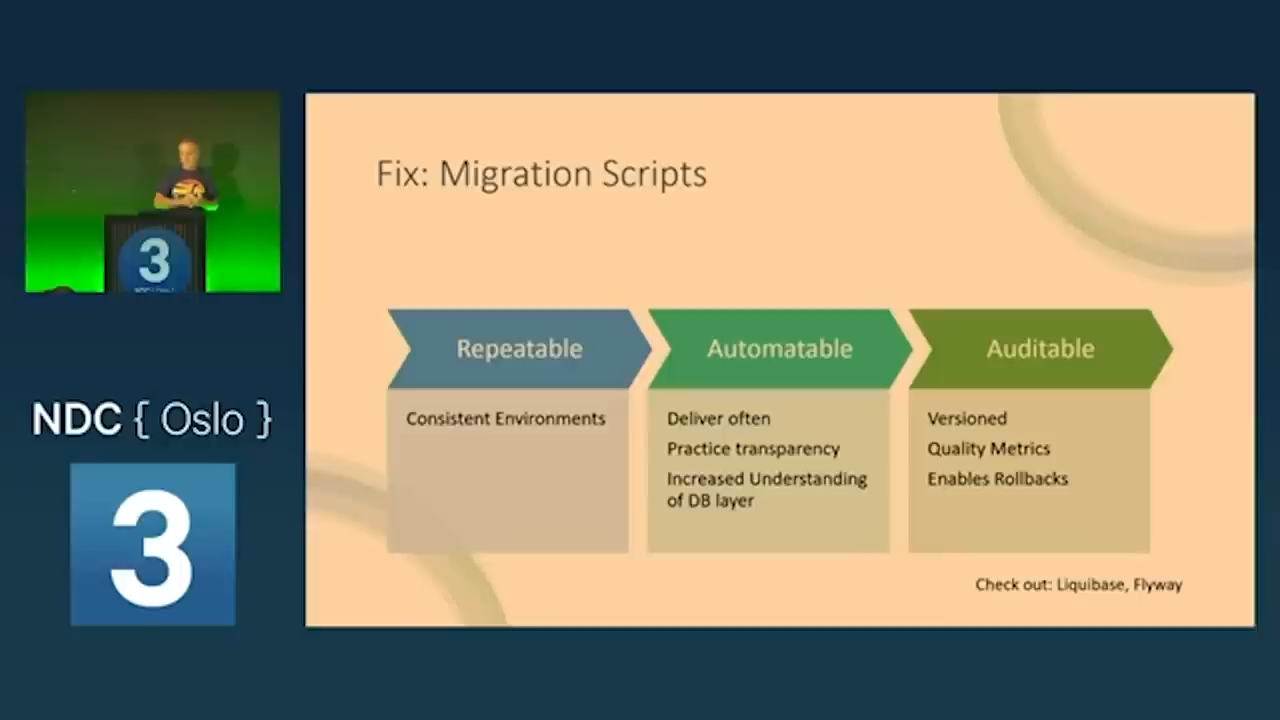 3
NDC { Oslo }
3
Fix: Migration Scripts
Repeatable
Consistent Environments
Automatable
Deliver often
Practice transparency
Increased Understanding
of DB layer
Auditable
Versioned
Quality Metrics
Enables Rollbacks
Check out: Liquibase, Flyway